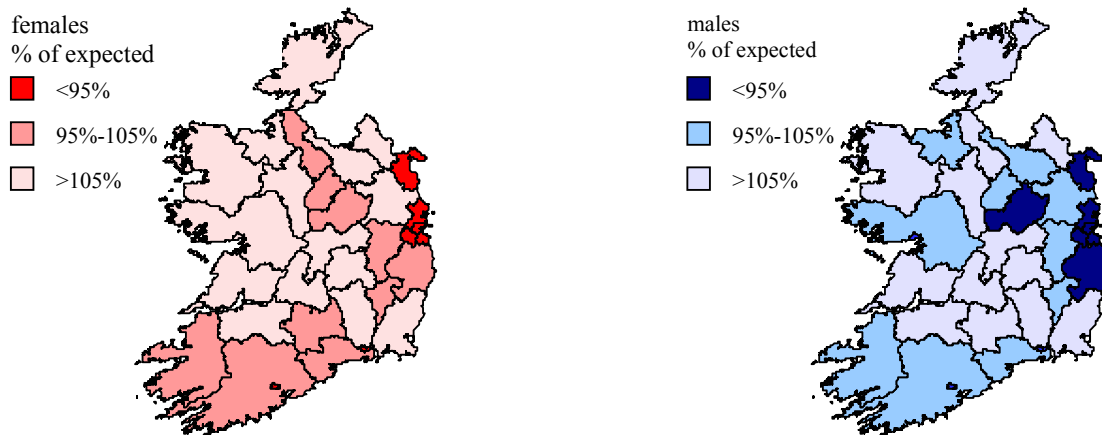 females
% of expected
<95%
95%-105%
>105%
males
% of expected
<95%
95%-105%
>105%